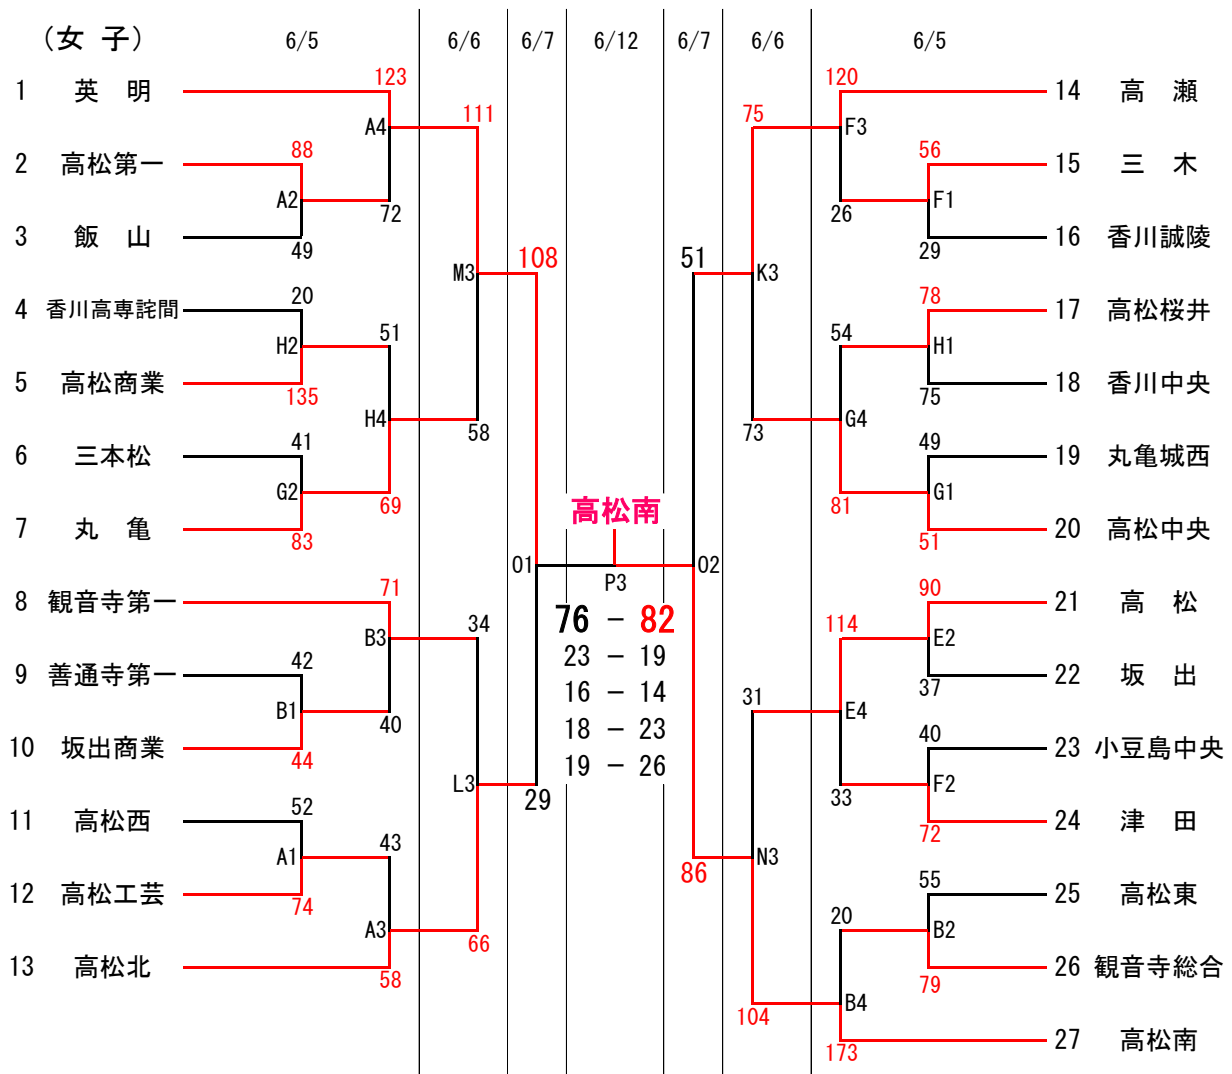 (女 子)
6/5 6/6 6/7 6/12 6/7 6/6 6/5
1 英 明
2 高松第一
3 飯 山
4 香川高専詫間
5 高松商業
6 三本松
7 丸 亀
8 観音寺第一
9 善通寺第一
10 坂出商業
11 高松西
12 高松工芸
13 高松北
88
A2
49
20
H2
135
41
G2
83
42
B1
44
52
A1
74
123
A4
72
51
H4
69
71
B3
40
43
A3
58
111
M3
58
34
L3
66
108
O1
29
高松南
P3
76 - 82
23 - 19
16 - 14
18 - 23
19 - 26
51
O2
86
75
K3
73
31
N3
104
120
F3
26
54
G4
81
114
E4
33
20
B4
173
56
F1
29
78
H1
75
49
G1
51
90
E2
37
40
F2
72
55
B2
79
14 高 瀬
15 三 木
16 香川誠陵
17 高松桜井
18 香川中央
19 丸亀城西
20 高松中央
21 高 松
22 坂 出
23 小豆島中央
24 津 田
25 高松東
26 観音寺総合
27 高松南